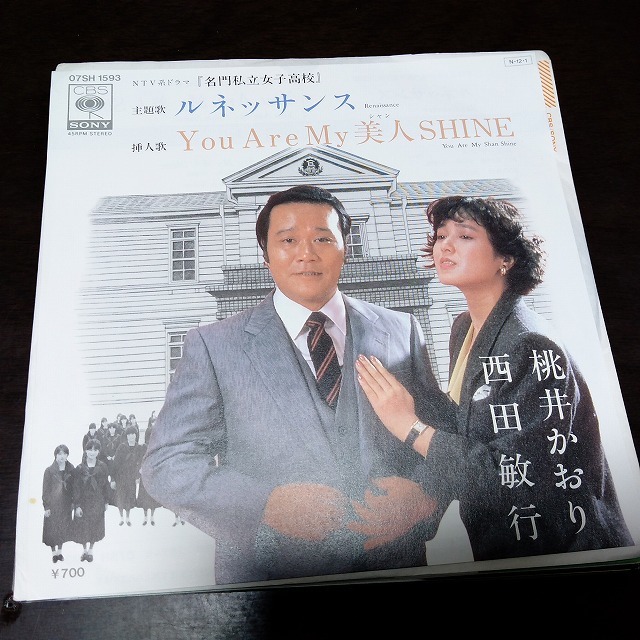 07SH 1593
N-12-1
CBS
SONY
45RPM STEREO
NTV系ドラマ『名門私立女子高校』
主題歌 ルネッサンス Renaissance
挿人歌 You Are My 美人 SHINE
シャン
You Are My Shan Shine
桃井かおり
西田敏行
¥700